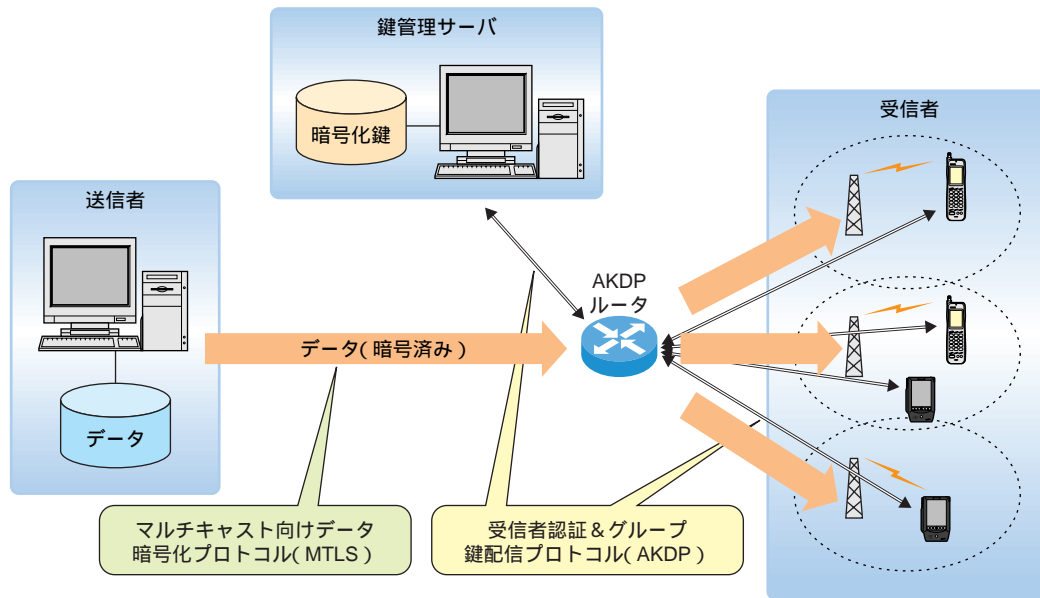 鍵管理サーバ
暗号化鍵
受信者
送信者
AKDP
ルータ
データ(暗号済み)
データ
マルチキャスト向けデータ
暗号化プロトコル(MTLS)
受信者認証&グループ
鍵配信プロトコル(AKDP)